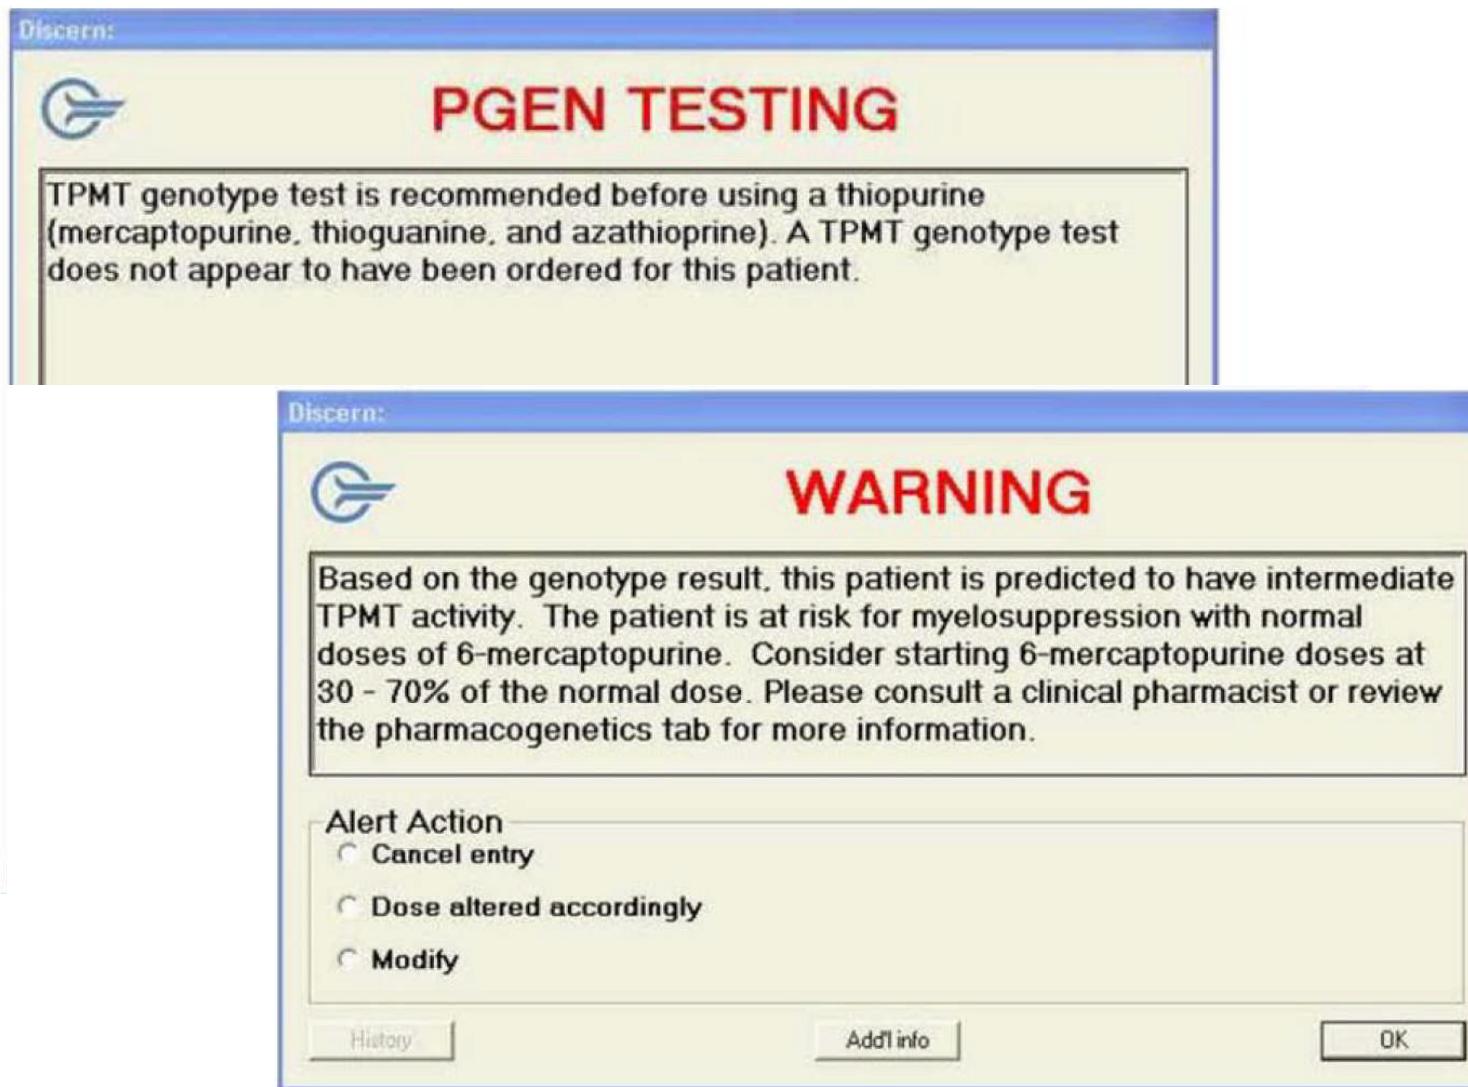 Discern:
PGEN TESTING
TPMT genotype test is recommended before using a thiopurine
(mercaptopurine, thioguanine, and azathioprine). A TPMT genotype test
does not appear to have been ordered for this patient.
Discern:
WARNING
Based on the genotype result, this patient is predicted to have intermediate
TPMT activity.  The patient is at risk for myelosuppression with normal
doses of 6-mercaptopurine.  Consider starting 6-mercaptopurine doses at
30 - 70% of the normal dose. Please consult a clinical pharmacist or review
the pharmacogenetics tab for more information.
Alert Action
Cancel entry
Dose altered accordingly
Modify
History
Add'l info
OK